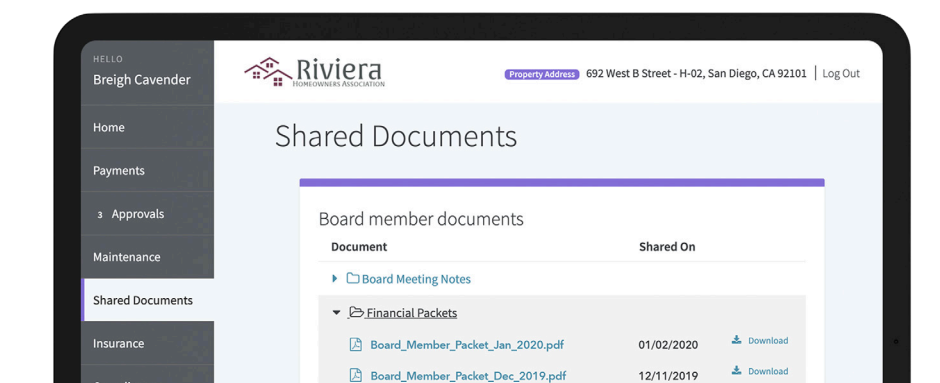 HELLO
Breigh Cavender
Riviera
HOMEOWNERS ASSOCIATION
Property Address 692 West B Street - H-02, San Diego, CA 92101 | Log Out
Home
Payments
3 Approvals
Maintenance
Shared Documents
Insurance
Shared Documents
Board member documents
Document Shared On
Board Meeting Notes
Financial Packets
Board_Member_Packet_Jan_2020.pdf 01/02/2020 Download
Board_Member_Packet_Dec_2019.pdf 12/11/2019 Download